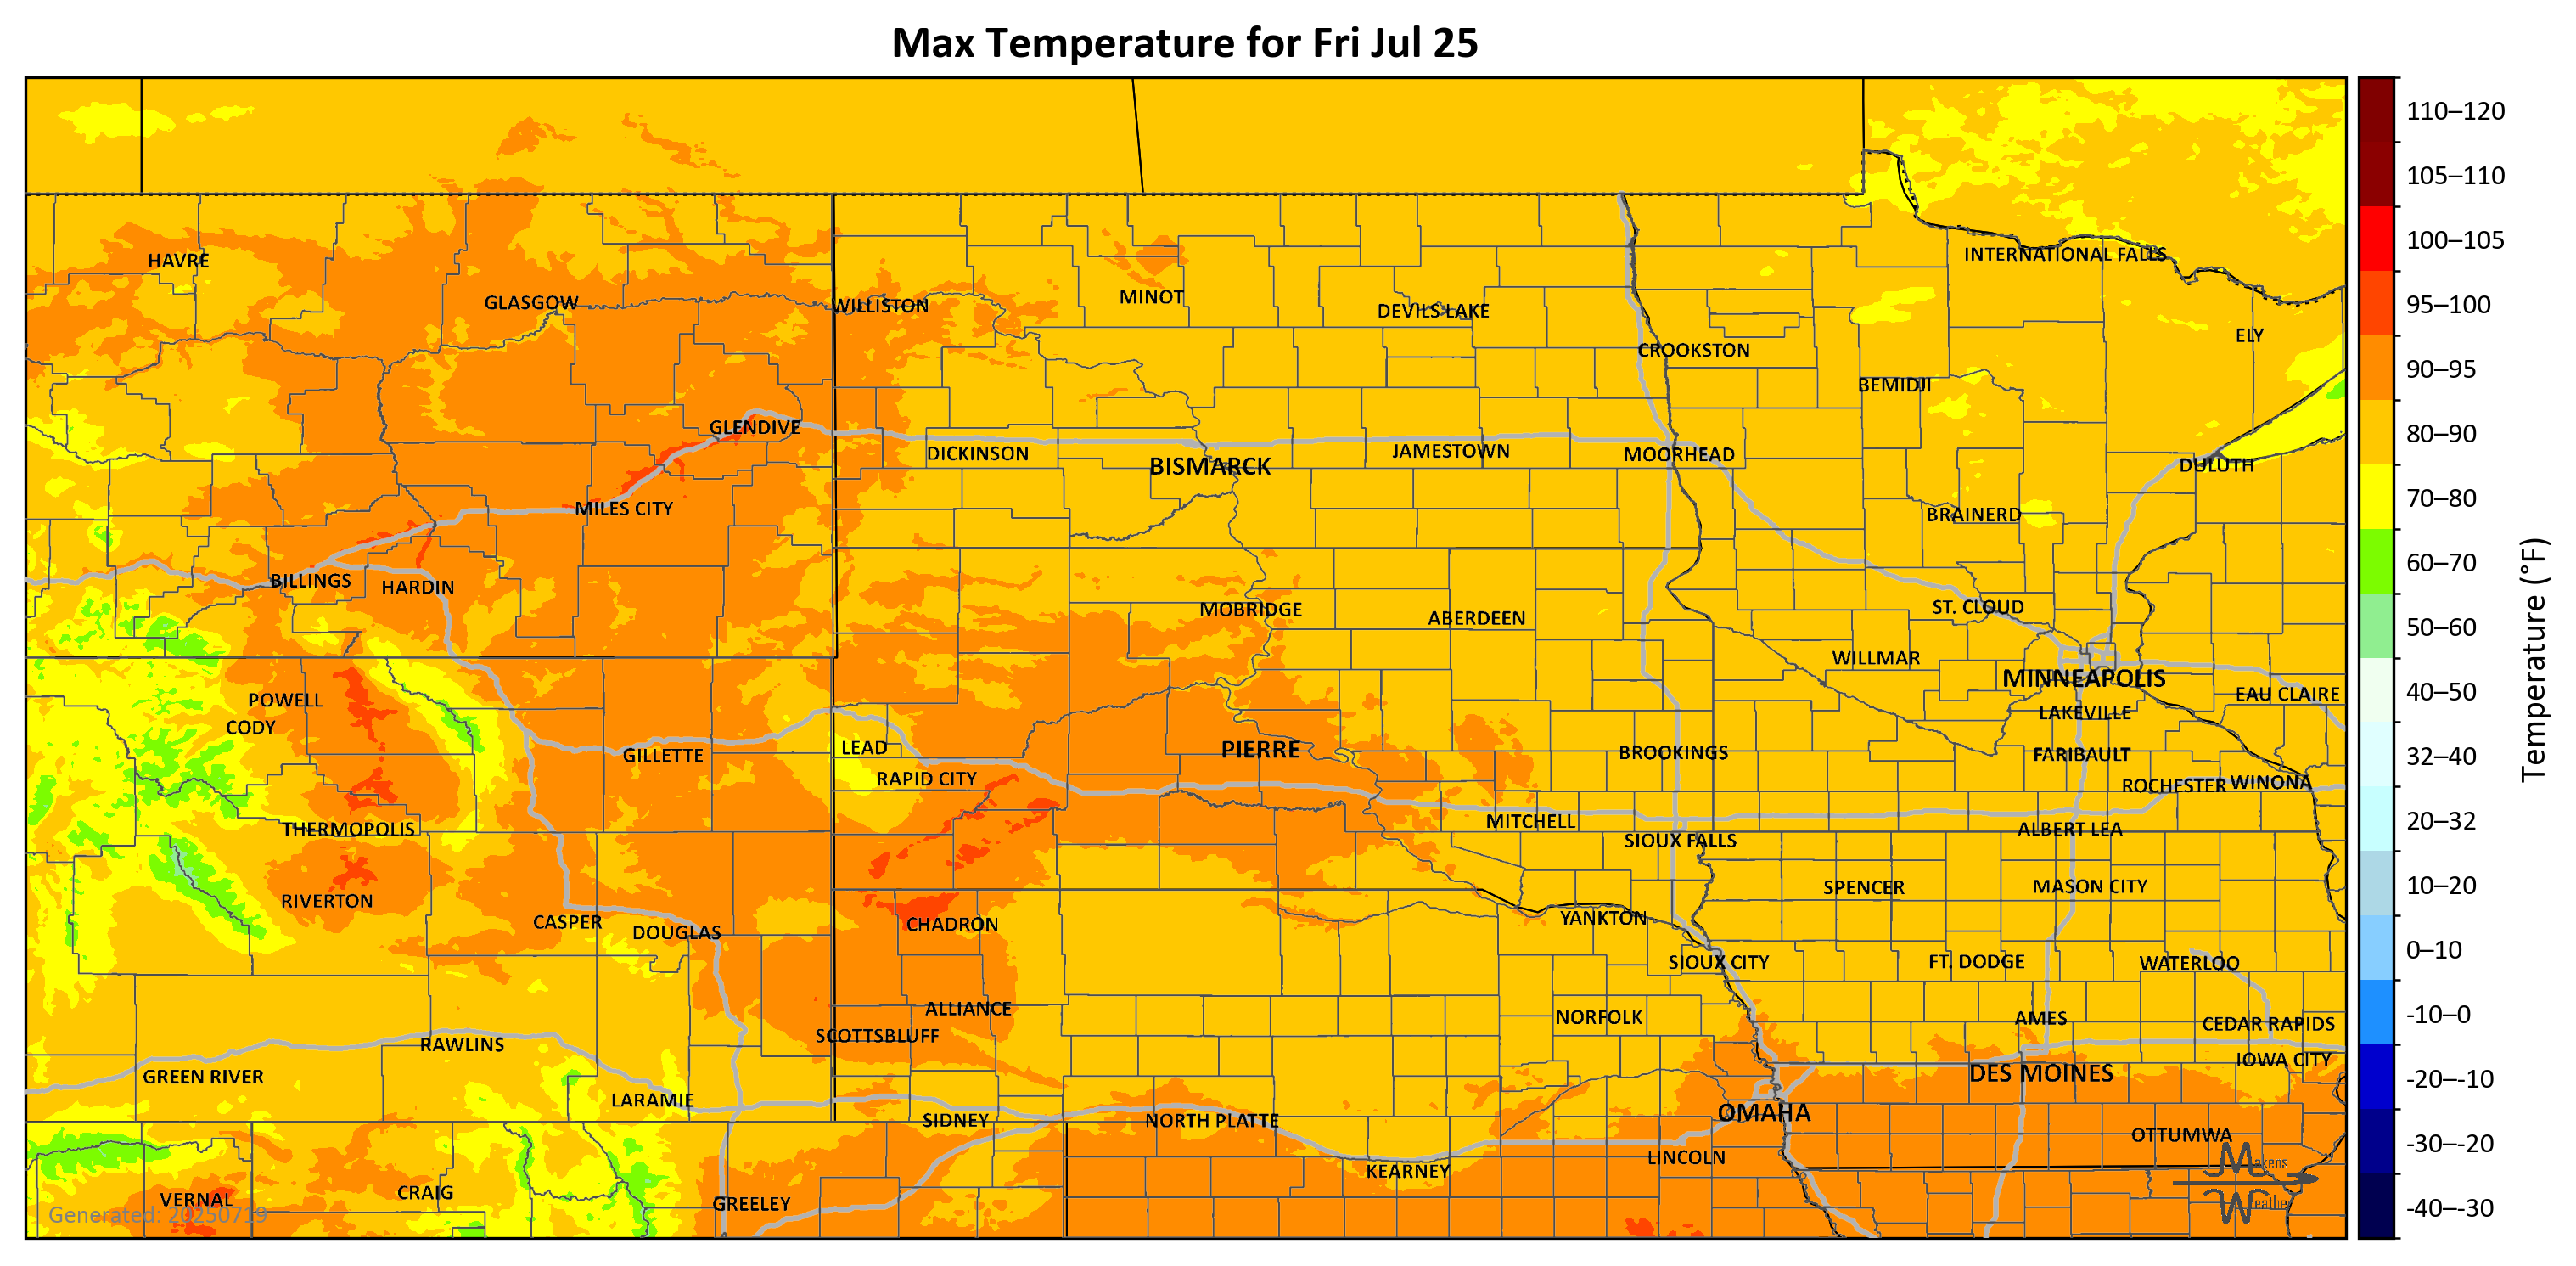 Max Temperature for Fri Jul 25
110–120
105–110
100–105
95–100
90–95
80–90
70–80
60–70
50–60
40–50
32–40
20–32
10–20
0–10
-10–0
-20–-10
-30–-20
-40–-30
Temperature (°F)
HAVRE
INTERNATIONAL FALLS
GLASGOW
WILLISTON
MINOT
DEVILS LAKE
ELY
CROOKSTON
BEMIDJI
GLENDIVE
DICKINSON
BISMARCK
JAMESTOWN
MOORHEAD
DULUTH
MILES CITY
BRAINERD
BILLINGS
HARDIN
MOBRIDGE
ABERDEEN
ST. CLOUD
WILLMAR
MINNEAPOLIS
EAU CLAIRE
POWELL
CODY
LAKEVILLE
GILLETTE
LEAD
PIERRE
BROOKINGS
FARIBAULT
RAPID CITY
ROCHESTER
WINONA
THERMOPOLIS
MITCHELL
SIOUX FALLS
ALBERT LEA
RIVERTON
SPENCER
MASON CITY
CASPER
DOUGLAS
CHADRON
YANKTON
SIOUX CITY
FT. DODGE
WATERLOO
ALLIANCE
NORFOLK
AMES
CEDAR RAPIDS
SCOTTSBLUFF
RAWLINS
IOWA CITY
GREEN RIVER
DES MOINES
LARAMIE
SIDNEY
NORTH PLATTE
OMAHA
OTTUMWA
LINCOLN
KEARNEY
VERNAL
CRAIG
GREELEY
Generated: 20250719
Makens
Weather